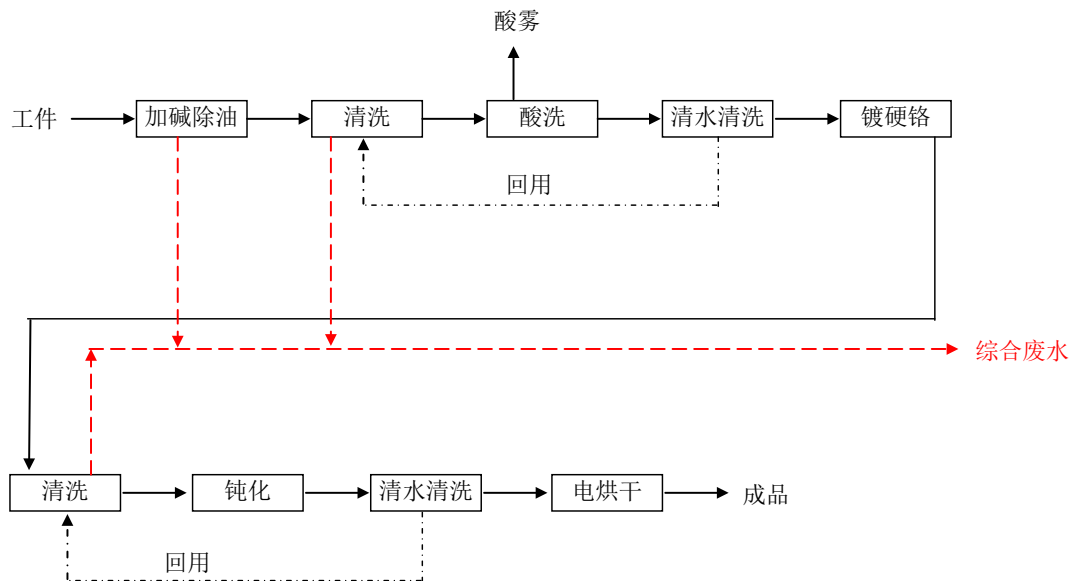 酸雾
工件
加碱除油
清洗
酸洗
清水清洗
镀硬铬
回用
综合废水
清洗
钝化
清水清洗
电烘干
成品
回用